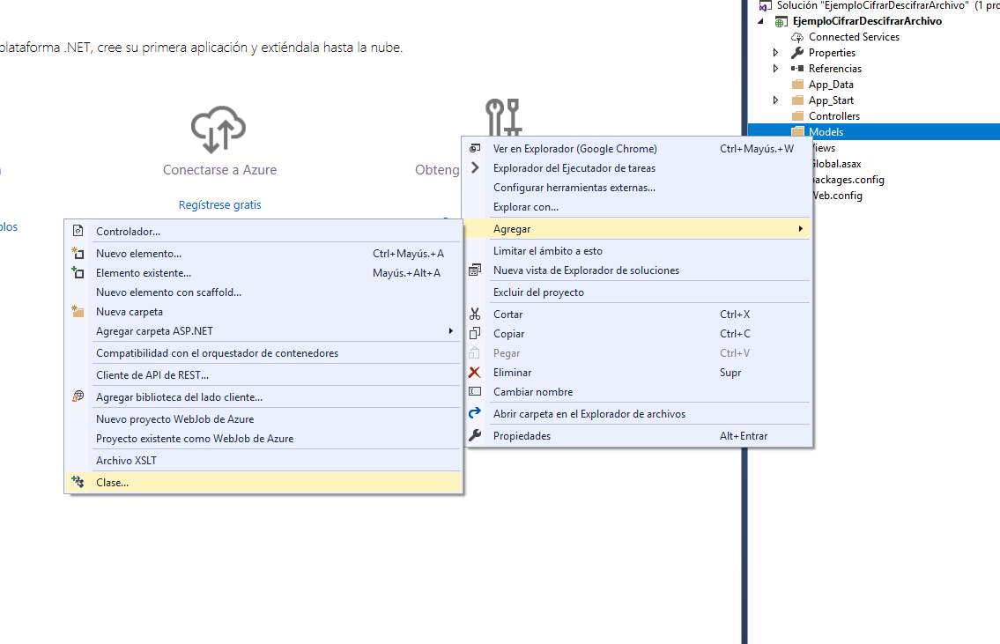 plataforma .NET, cree su primera aplicación y extiéndala hasta la nube.
Conectarse a Azure
Regístrese gratis
Obteng
Solución "EjemploCifrarDescifrarArchivo" (1 pro
EjemploCifrarDescifrarArchivo
Connected Services
Properties
Referencias
App_Data
App_Start
Controllers
Models
Views
Global.asax
packages.config
Web.config
Ver en Explorador (Google Chrome) Ctrl+Mayús.+W
Explorador del Ejecutador de tareas
Configurar herramientas externas...
Explorar con...
Agregar
Limitar el ámbito a esto
Nueva vista de Explorador de soluciones
Excluir del proyecto
Cortar Ctrl+X
Copiar Ctrl+C
Pegar Ctrl+V
Eliminar Supr
Cambiar nombre
Abrir carpeta en el Explorador de archivos
Propiedades Alt+Entrar
Controlador...
Nuevo elemento... Ctrl+Mayús.+A
Elemento existente... Mayús.+Alt+A
Nuevo elemento con scaffold...
Nueva carpeta
Agregar carpeta ASP.NET
Compatibilidad con el orquestador de contenedores
Cliente de API de REST...
Agregar biblioteca del lado cliente...
Nuevo proyecto WebJob de Azure
Proyecto existente como WebJob de Azure
Archivo XSLT
Clase...